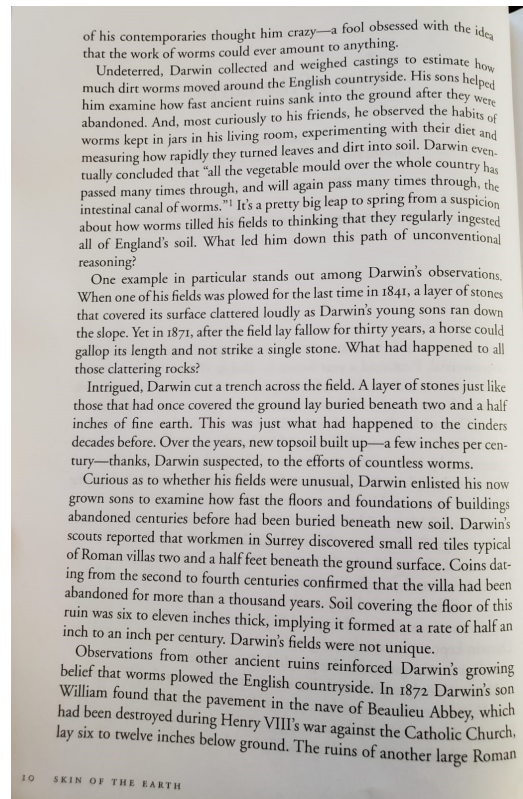 of his contemporaries thought him crazy—a fool obsessed with the idea
that the work of worms could ever amount to anything.
Undeterred, Darwin collected and weighed castings to estimate how
much dirt worms moved around the English countryside. His sons helped
him examine how fast ancient ruins sank into the ground after they were
abandoned. And, most curiously to his friends, he observed the habits of
worms kept in jars in his living room, experimenting with their diet and
measuring how rapidly they turned leaves and dirt into soil. Darwin even-
tually concluded that “all the vegetable mould over the whole country has
passed many times through, and will again pass many times through, the
intestinal canal of worms.”1 It’s a pretty big leap to spring from a suspicion
about how worms tilled his fields to thinking that they regularly ingested
all of England’s soil. What led him down this path of unconventional
reasoning?
One example in particular stands out among Darwin’s observations.
When one of his fields was plowed for the last time in 1841, a layer of stones
that covered its surface clattered loudly as Darwin’s young sons ran down
the slope. Yet in 1871, after the field lay fallow for thirty years, a horse could
gallop its length and not strike a single stone. What had happened to all
those clattering rocks?
Intrigued, Darwin cut a trench across the field. A layer of stones just like
those that had once covered the ground lay buried beneath two and a half
inches of fine earth. This was just what had happened to the cinders
decades before. Over the years, new topsoil built up—a few inches per cen-
tury—thanks, Darwin suspected, to the efforts of countless worms.
Curious as to whether his fields were unusual, Darwin enlisted his now
grown sons to examine how fast the floors and foundations of buildings
abandoned centuries before had been buried beneath new soil. Darwin’s
scouts reported that workmen in Surrey discovered small red tiles typical
of Roman villas two and a half feet beneath the ground surface. Coins dat-
ing from the second to fourth centuries confirmed that the villa had been
abandoned for more than a thousand years. Soil covering the floor of this
ruin was six to eleven inches thick, implying it formed at a rate of half an
inch to an inch per century. Darwin’s fields were not unique.
Observations from other ancient ruins reinforced Darwin’s growing
belief that worms plowed the English countryside. In 1872 Darwin’s son
William found that the pavement in the nave of Beaulieu Abbey, which
had been destroyed during Henry VIII’s war against the Catholic Church,
lay six to twelve inches below ground. The ruins of another large Roman
10 SKIN OF THE EARTH